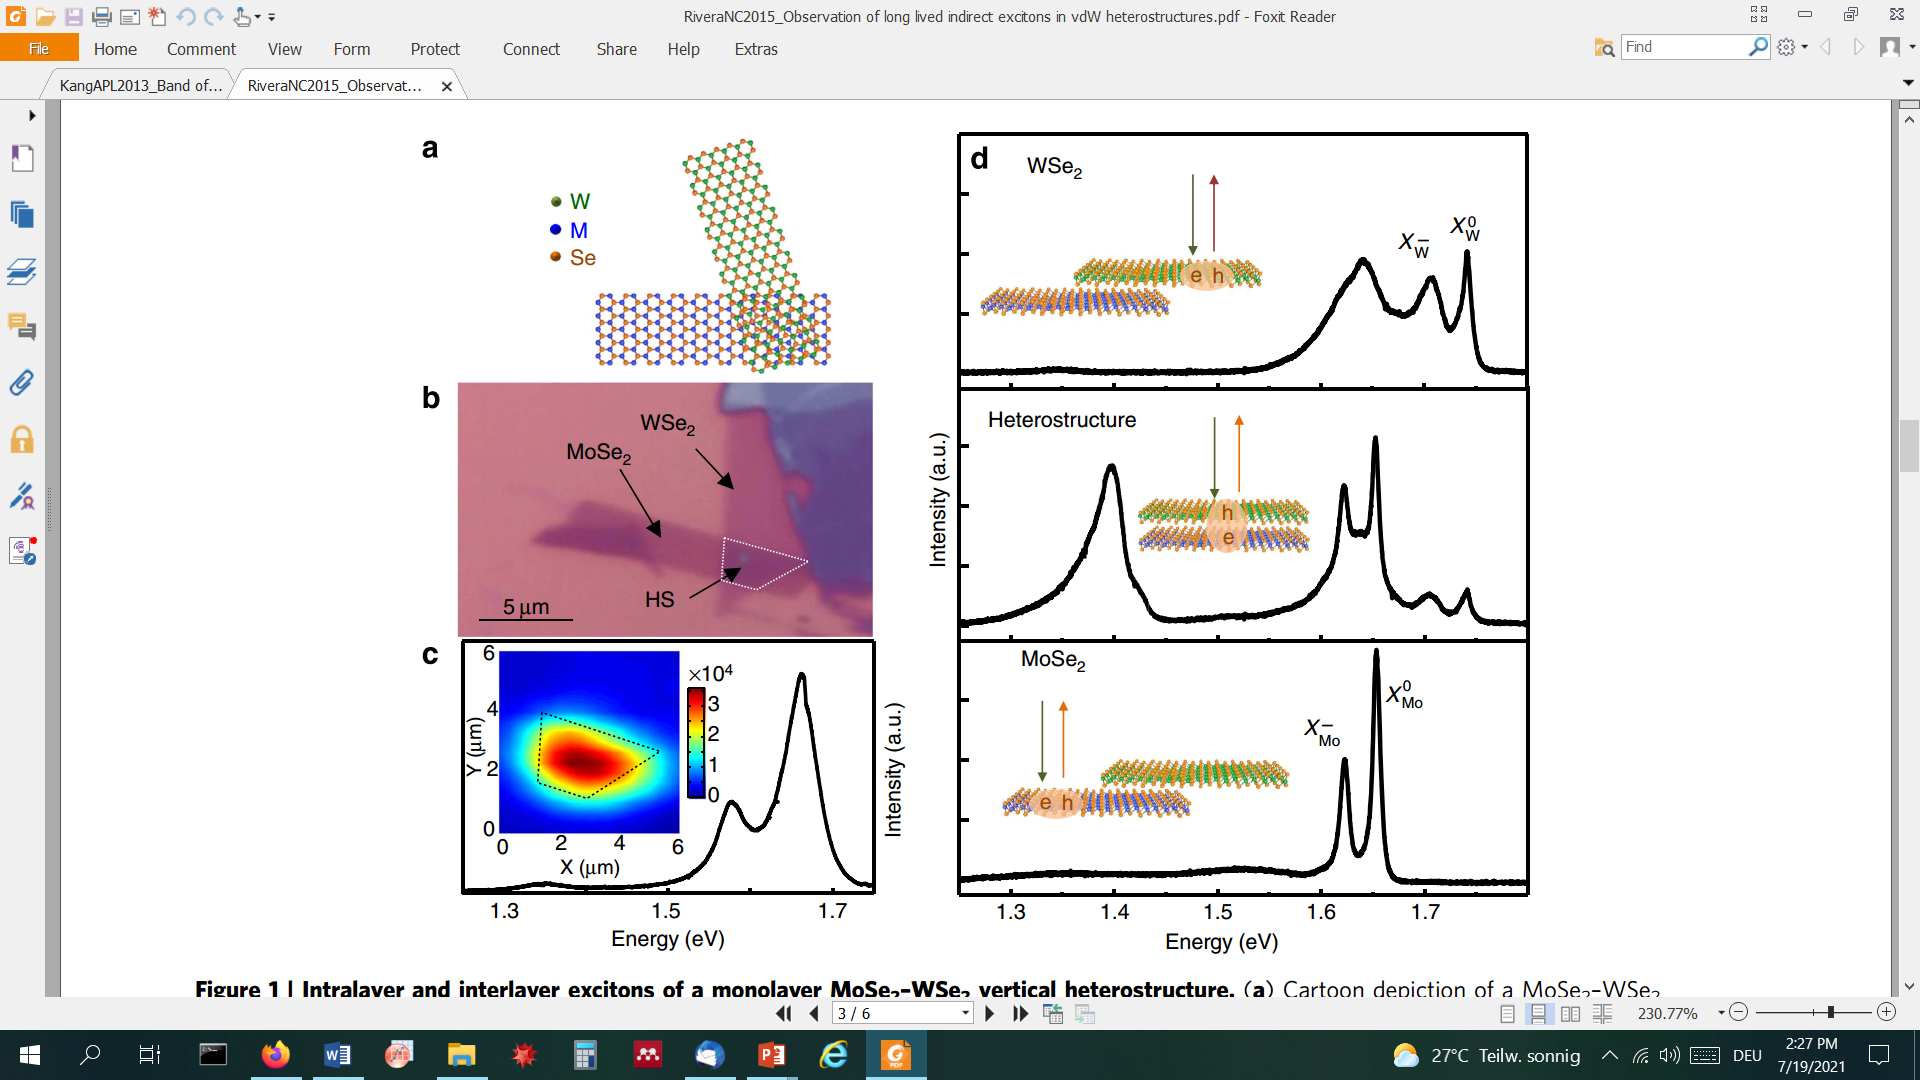 RiveraNC2015_Observation of long lived indirect excitons in vdW heterostructures.pdf - Foxit Reader
File Home Comment View Form Protect Connect Share Help Extras
Find
KangAPL2013_Band of...
RiveraNC2015_Observat...
a
W
M
Se
b
WSe2
MoSe2
HS
5 μm
c
6
4
2
0
Y (μm)
0 2 4 6
X (μm)
×10⁴
3
2
1
0
Intensity (a.u.)
1.3 1.5 1.7
Energy (eV)
d
WSe2
e h
X⁻W
X⁰W
Heterostructure
h
e
Intensity (a.u.)
MoSe2
e h
X⁻Mo
X⁰Mo
1.3 1.4 1.5 1.6 1.7
Energy (eV)
Figure 1 | Intralayer and interlayer excitons of a monolayer MoSe2–WSe2 vertical heterostructure. (a) Cartoon depiction of a MoSe2–WSe2
3 / 6
230.77%
27°C Teilw. sonnig
DEU
2:27 PM
7/19/2021